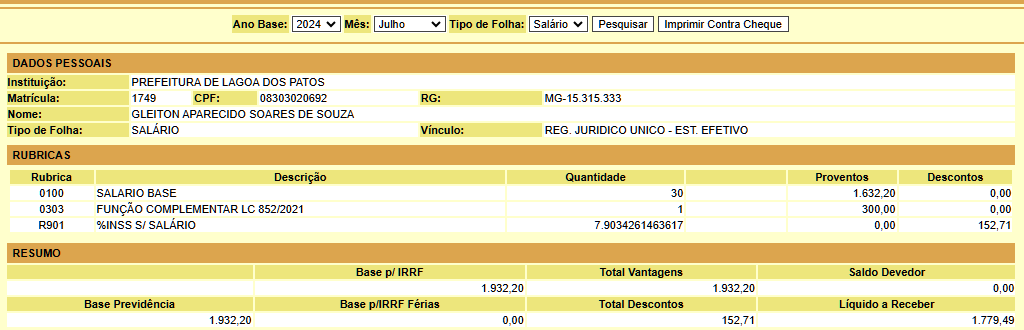 Ano Base: 2024 Mês: Julho Tipo de Folha: Salário Pesquisar Imprimir Contra Cheque
DADOS PESSOAIS
Instituição: PREFEITURA DE LAGOA DOS PATOS
Matrícula: 1749 CPF: 08303020692 RG: MG-15.315.333
Nome: GLEITON APARECIDO SOARES DE SOUZA
Tipo de Folha: SALÁRIO Vínculo: REG. JURIDICO UNICO - EST. EFETIVO
RUBRICAS
Rubrica Descrição Quantidade Proventos Descontos
0100 SALARIO BASE 30 1.632,20 0,00
0303 FUNÇÃO COMPLEMENTAR LC 852/2021 1 300,00 0,00
R901 %INSS S/ SALÁRIO 7.9034261463617 0,00 152,71
RESUMO
Base p/ IRRF Total Vantagens Saldo Devedor
1.932,20 1.932,20 0,00
Base Previdência Base p/IRRF Férias Total Descontos Líquido a Receber
1.932,20 0,00 152,71 1.779,49